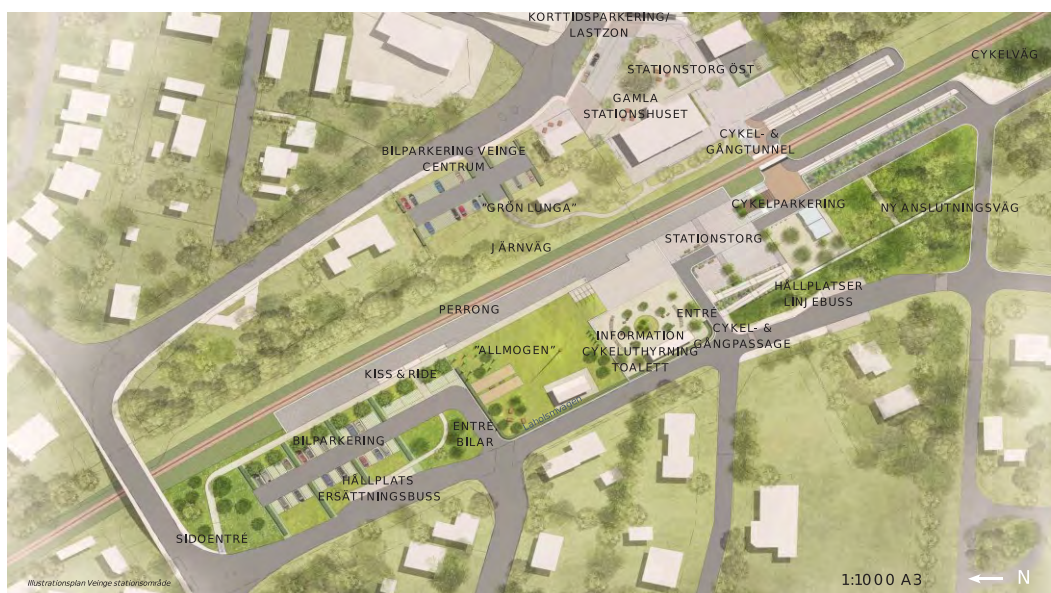 KORTTIDSPARKERING/
LASTZON
CYKELVÄG
STATIONSTORG ÖST
GAMLA
STATIONSHUSET
CYKEL- &
GÅNGTUNNEL
BILPARKERING VEINGE
CENTRUM
"GRÖN LUNGA"
CYKELPARKERING
NY ANSLUTNINGSVÄG
JÄRNVÄG
STATIONSTORG
HÅLLPLATSER
LINJEBUSS
PERRONG
ENTRÉ
CYKEL- &
GÅNGPASSAGE
INFORMATION
CYKELUTHYRNING
TOALETT
"ALLMOGEN"
KISS & RIDE
Laholmsvägen
ENTRÉ
BILAR
BILPARKERING
HÅLLPLATS
ERSÄTTNINGSBUSS
SIDOENTRÉ
Illustrationsplan Veinge stationsområde
1:1000 A3
N